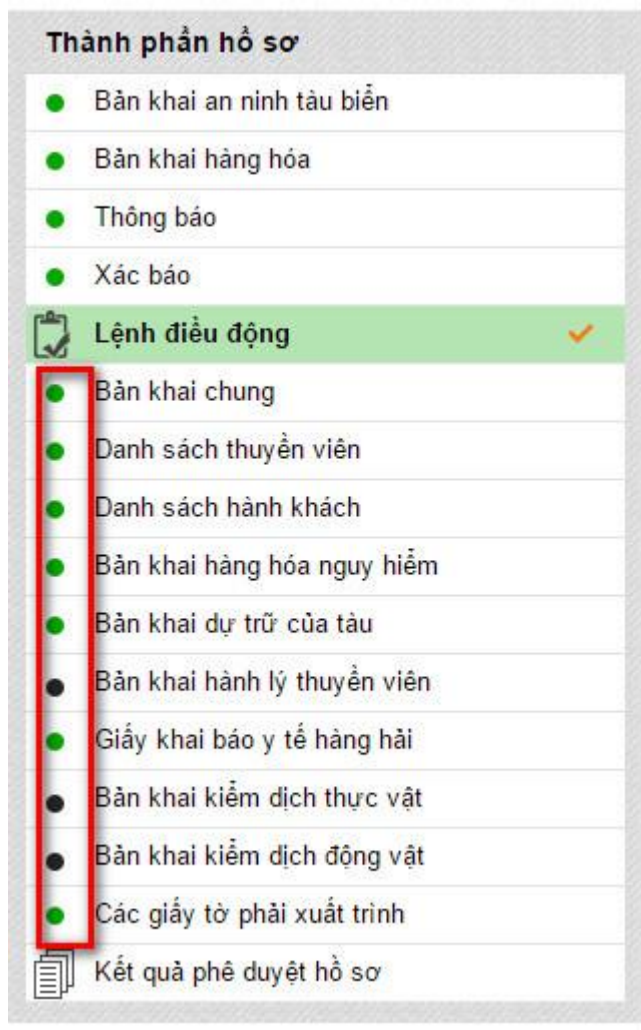 Thành phần hồ sơ
Bản khai an ninh tàu biển
Bản khai hàng hóa
Thông báo
Xác báo
Lệnh điều động
Bản khai chung
Danh sách thuyền viên
Danh sách hành khách
Bản khai hàng hóa nguy hiểm
Bản khai dự trữ của tàu
Bản khai hành lý thuyền viên
Giấy khai báo y tế hàng hải
Bản khai kiểm dịch thực vật
Bản khai kiểm dịch động vật
Các giấy tờ phải xuất trình
Kết quả phê duyệt hồ sơ